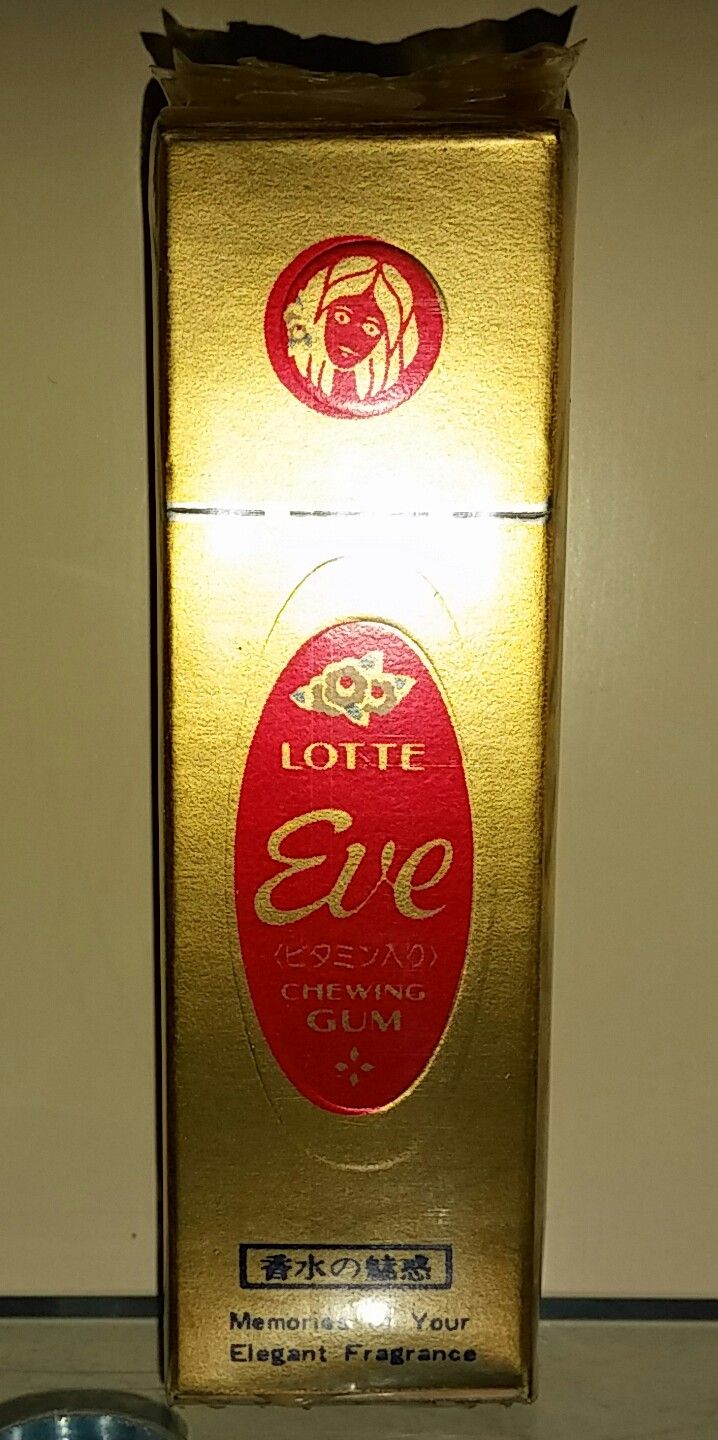 LOTTE
Eve
〈ビタミン入り〉
CHEWING
GUM
香水の魅惑
Memories of Your
Elegant Fragrance